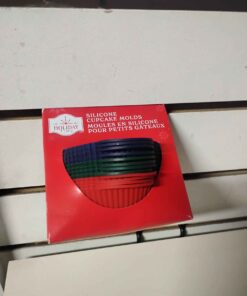 HOLIDAY
SILICONE
CUPCAKE MOLDS
MOULES EN SILICONE
POUR PETITS GÂTEAUX